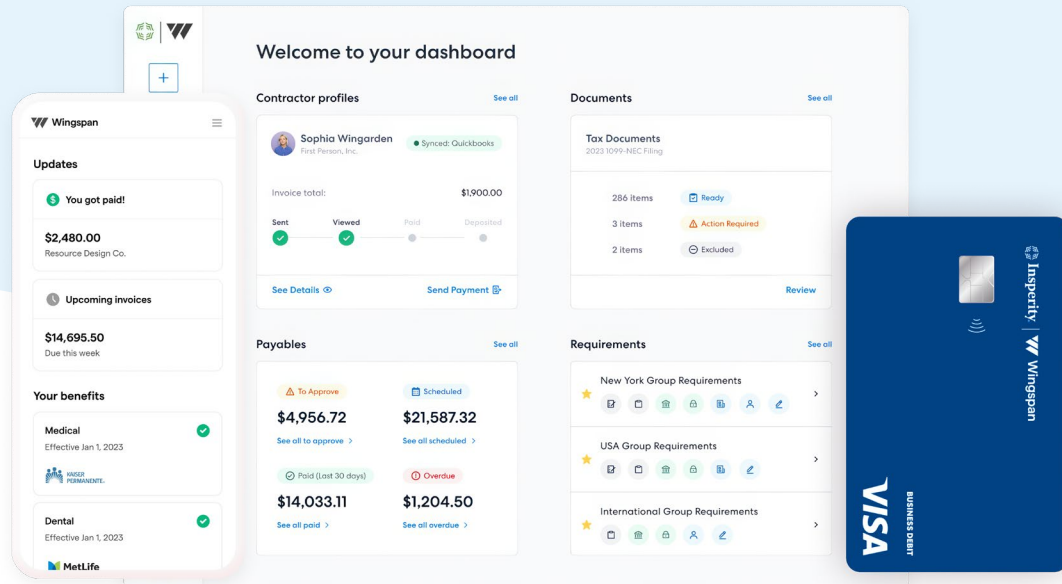 Welcome to your dashboard
Contractor profiles
See all
Sophia Wingarden
First Person, Inc.
Synced: Quickbooks
Invoice total:
$1,900.00
Sent
Viewed
Paid
Deposited
See Details
Send Payment
Documents
See all
Tax Documents
2023 1099-NEC Filing
286 items
Ready
3 items
Action Required
2 items
Excluded
Review
Payables
See all
To Approve
$4,956.72
See all to approve >
Scheduled
$21,587.32
See all scheduled >
Paid (Last 30 days)
$14,033.11
See all paid >
Overdue
$1,204.50
See all overdue >
Requirements
See all
New York Group Requirements
USA Group Requirements
International Group Requirements
Wingspan
Updates
You got paid!
$2,480.00
Resource Design Co.
Upcoming invoices
$14,695.50
Due this week
Your benefits
Medical
Effective Jan 1, 2023
KAISER
PERMANENTE.
Dental
Effective Jan 1, 2023
MetLife
Insperity | Wingspan
VISA
BUSINESS DEBIT